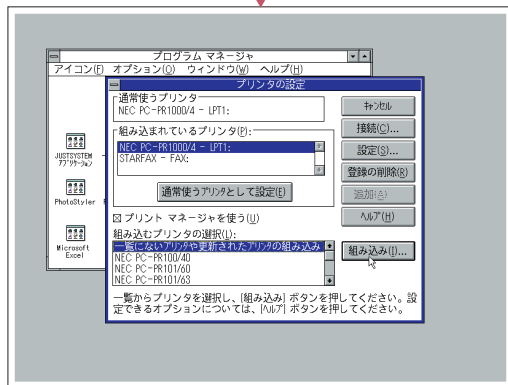 プログラム マネージャ
アイコン(F) オプション(O) ウィンドウ(W) ヘルプ(H)
プリンタの設定
通常使うプリンタ
NEC PC-PR1000/4 - LPT1:
キャンセル
組み込まれているプリンタ(P):
接続(C)...
NEC PC-PR1000/4 - LPT1:
STARFAX - FAX:
設定(S)...
登録の削除(R)
通常使うプリンタとして設定(E)
追加(A)
プリント マネージャを使う(U)
ヘルプ(H)
組み込むプリンタの選択(L):
一覧にないプリンタや更新されたプリンタの組み込み
組み込み(I)...
NEC PC-PR100/40
NEC PC-PR101/60
NEC PC-PR101/63
一覧からプリンタを選択し、[組み込み] ボタンを押してください。設
定できるオプションについては、[ヘルプ] ボタンを押してください。
JUSTSYSTEM
アプリケーション
PhotoStyler
Microsoft
Excel